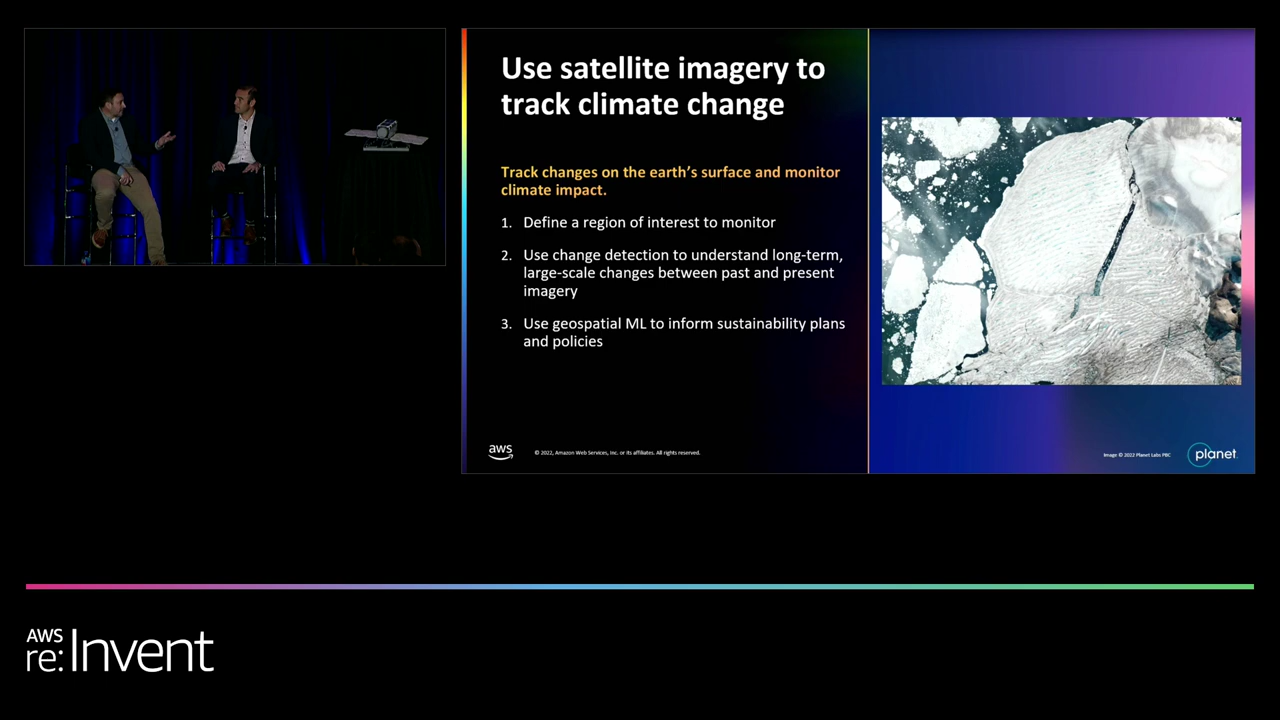 Use satellite imagery to
track climate change
Track changes on the earth’s surface and monitor
climate impact.
1. Define a region of interest to monitor
2. Use change detection to understand long-term,
large-scale changes between past and present
imagery
3. Use geospatial ML to inform sustainability plans
and policies
aws
© 2022, Amazon Web Services, Inc. or its affiliates. All rights reserved.
Image © 2022 Planet Labs PBC
planet.
AWS
re:Invent